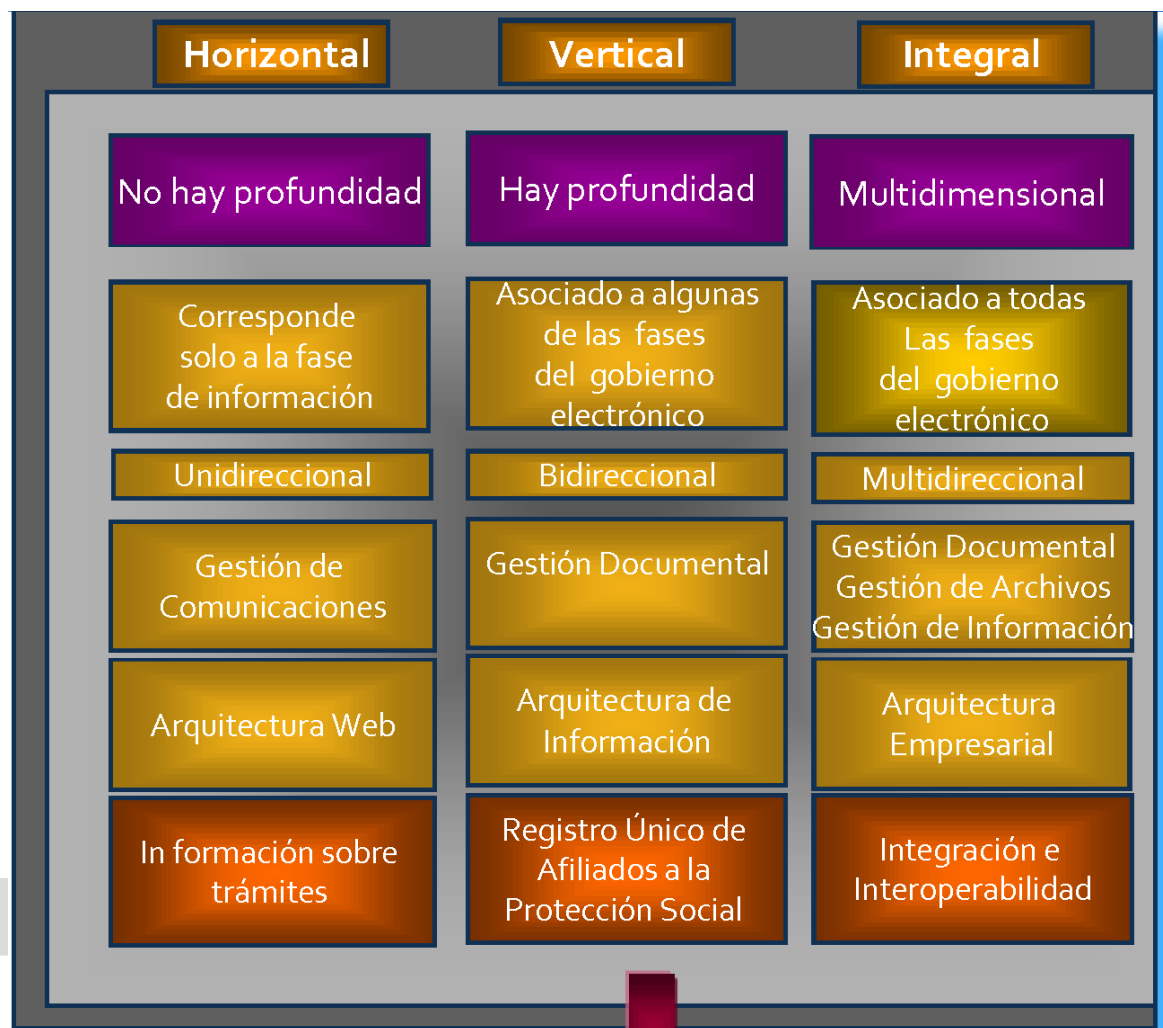 Horizontal
Vertical
Integral
No hay profundidad
Hay profundidad
Multidimensional
Corresponde
solo a la fase
de información
Asociado a algunas
de las fases
del gobierno
electrónico
Asociado a todas
Las fases
del gobierno
electrónico
Unidireccional
Bidireccional
Multidireccional
Gestión de
Comunicaciones
Gestión Documental
Gestión Documental
Gestión de Archivos
Gestión de Información
Arquitectura Web
Arquitectura de
Información
Arquitectura
Empresarial
In formación sobre
trámites
Registro Único de
Afiliados a la
Protección Social
Integración e
Interoperabilidad